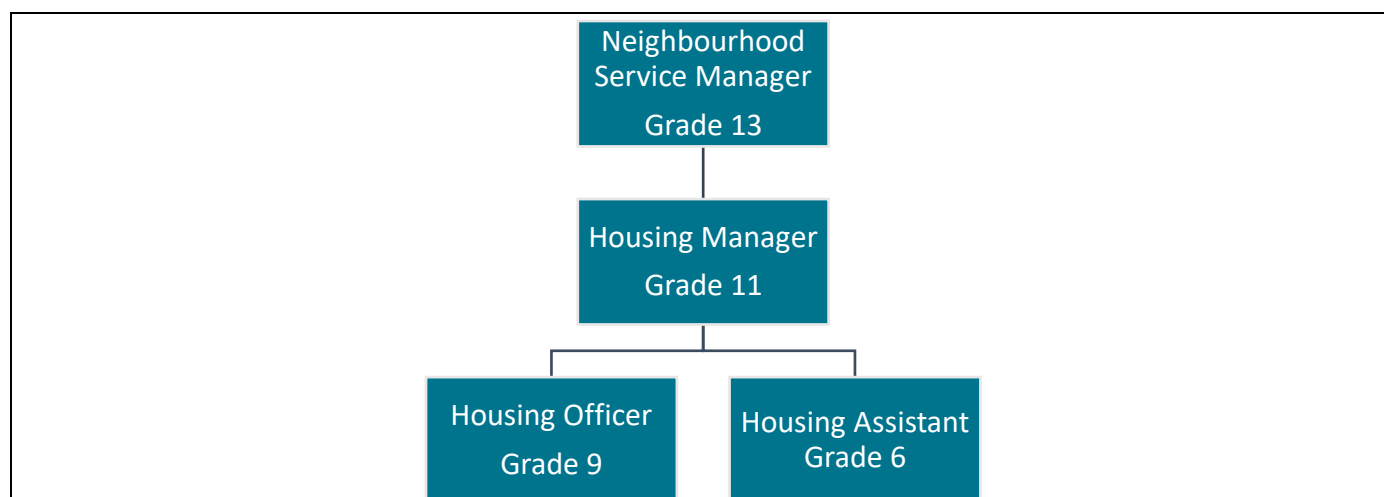 Neighbourhood
Service Manager
Grade 13
Housing Manager
Grade 11
Housing Officer
Grade 9
Housing Assistant
Grade 6